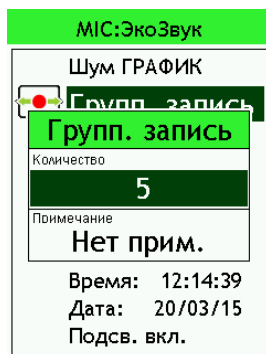 MIC:ЭкоЗвук
Шум ГРАФИК
Групп. запись
Групп. запись
Количество
5
Примечание
Нет прим.
Время: 12:14:39
Дата: 20/03/15
Подсв. вкл.